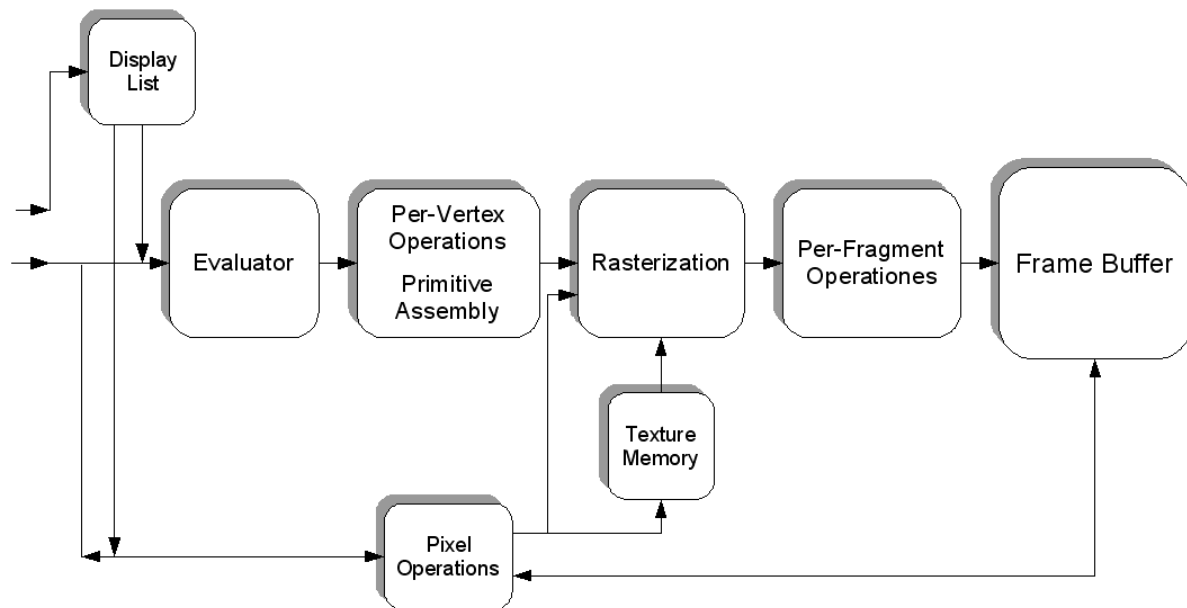 Display
List
Evaluator
Per-Vertex
Operations
Primitive
Assembly
Rasterization
Per-Fragment
Operationes
Frame Buffer
Texture
Memory
Pixel
Operations